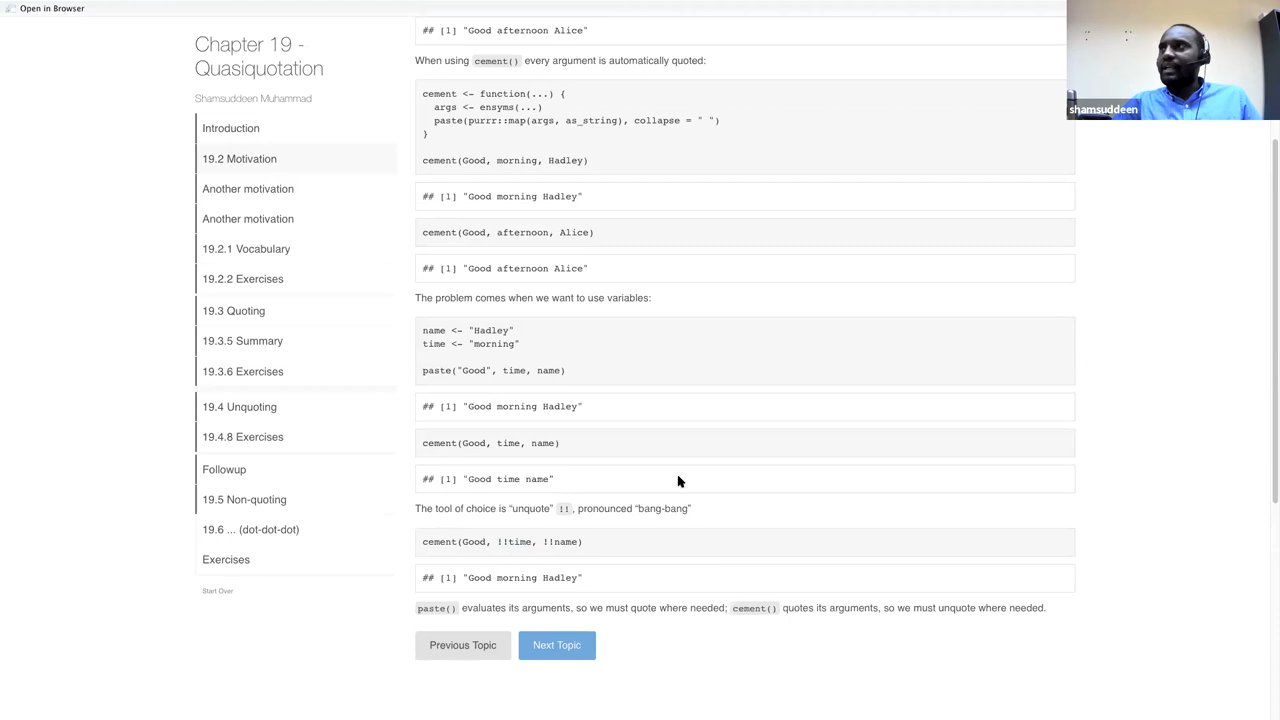 Open in Browser
Chapter 19 -
Quasiquotation
Shamsuddeen Muhammad
Introduction
19.2 Motivation
Another motivation
Another motivation
19.2.1 Vocabulary
19.2.2 Exercises
19.3 Quoting
19.3.5 Summary
19.3.6 Exercises
19.4 Unquoting
19.4.8 Exercises
Followup
19.5 Non-quoting
19.6 ... (dot-dot-dot)
Exercises
Start Over
## [1] "Good afternoon Alice"
When using cement() every argument is automatically quoted:
cement <- function(...) {
  args <- ensyms(...)
  paste(purrr::map(args, as_string), collapse = " ")
}
cement(Good, morning, Hadley)
## [1] "Good morning Hadley"
cement(Good, afternoon, Alice)
## [1] "Good afternoon Alice"
The problem comes when we want to use variables:
name <- "Hadley"
time <- "morning"
paste("Good", time, name)
## [1] "Good morning Hadley"
cement(Good, time, name)
## [1] "Good time name"
The tool of choice is “unquote” !!, pronounced “bang-bang”
cement(Good, !!time, !!name)
## [1] "Good morning Hadley"
paste() evaluates its arguments, so we must quote where needed; cement() quotes its arguments, so we must unquote where needed.
Previous Topic
Next Topic
shamsuddeen